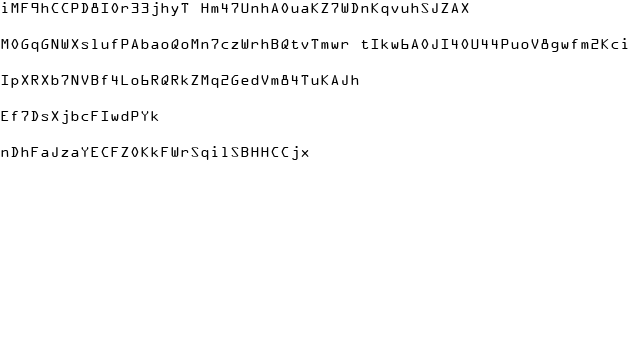 iMF9hCCPD8I0r33jhyT Hm47UnhA0uaKZ7WDnKqvuhSJZAX
M0GqGNWXslufPAbaoQoMn7czWrhBQtvTmwr tIkw6A0JI40U44PuoV8gwfm2Kci
IpXRXb7NVBf4Lo6RQRkZMq2GedVm84TuKAJh
Ef7DsXjbcFIwdPYk
nDhFaJzaYECFZ0KkFWrSqilSBHHCCjx